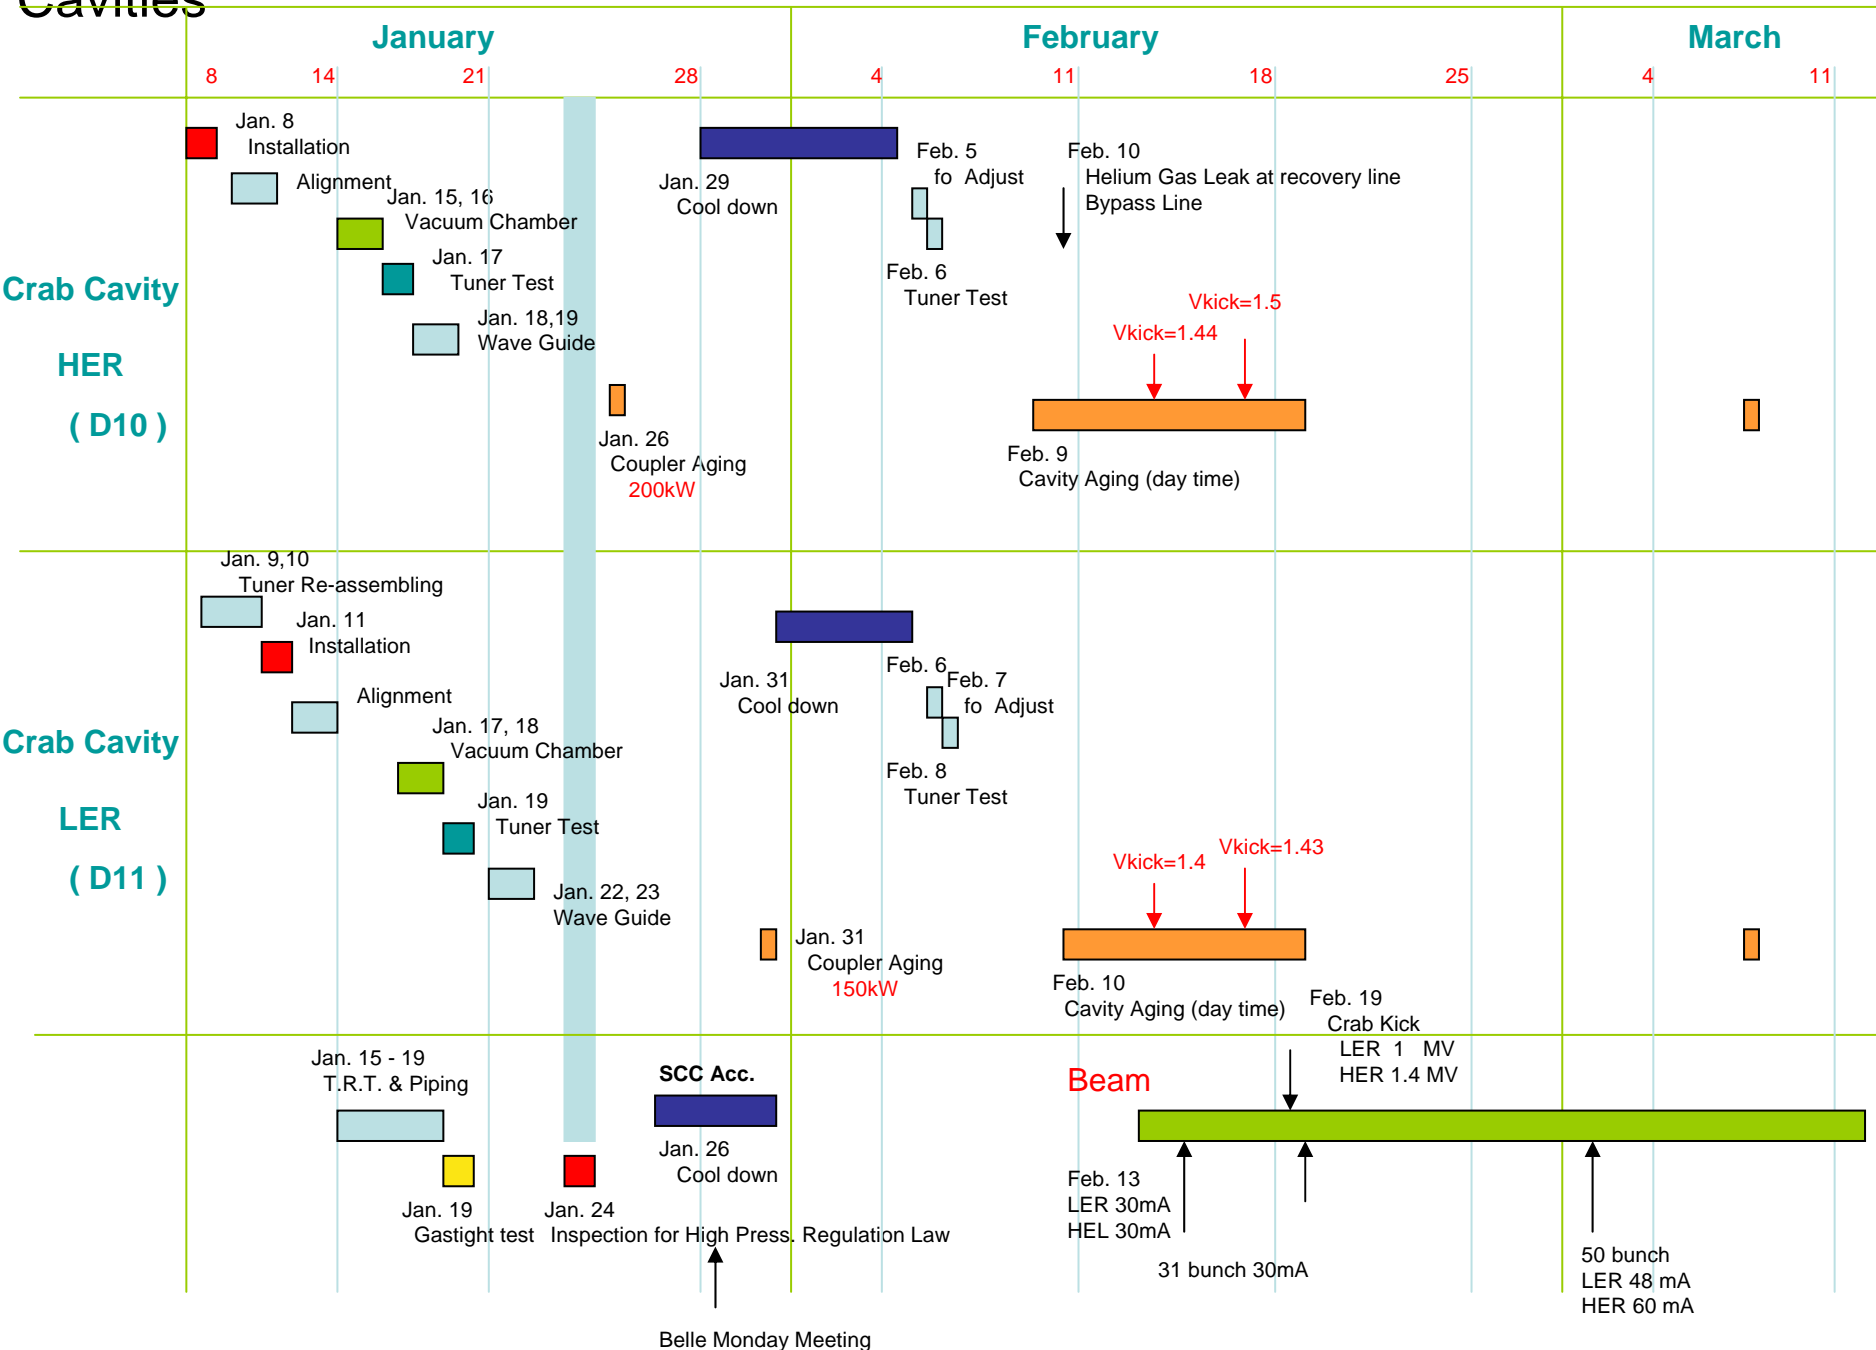 Cavities
January
February
March
8
14
21
28
4
11
18
25
4
11
Jan. 8
Installation
Alignment
Jan. 15, 16
Vacuum Chamber
Jan. 17
Tuner Test
Jan. 18,19
Wave Guide
Jan. 26
Coupler Aging
200kW
Jan. 29
Cool down
Feb. 5
fo Adjust
Feb. 6
Tuner Test
Feb. 10
Helium Gas Leak at recovery line
Bypass Line
Vkick=1.5
Vkick=1.44
Feb. 9
Cavity Aging (day time)
Crab Cavity
HER
( D10 )
Jan. 9,10
Tuner Re-assembling
Jan. 11
Installation
Alignment
Jan. 17, 18
Vacuum Chamber
Jan. 19
Tuner Test
Jan. 22, 23
Wave Guide
Jan. 31
Cool down
Jan. 31
Coupler Aging
150kW
Feb. 6
Feb. 7
fo Adjust
Feb. 8
Tuner Test
Vkick=1.4
Vkick=1.43
Feb. 10
Cavity Aging (day time)
Crab Cavity
LER
( D11 )
Feb. 19
Crab Kick
LER 1 MV
HER 1.4 MV
Jan. 15 - 19
T.R.T. & Piping
Jan. 19
Gastight test
Jan. 24
Inspection for High Press. Regulation Law
SCC Acc.
Jan. 26
Cool down
Belle Monday Meeting
Beam
Feb. 13
LER 30mA
HEL 30mA
31 bunch 30mA
50 bunch
LER 48 mA
HER 60 mA